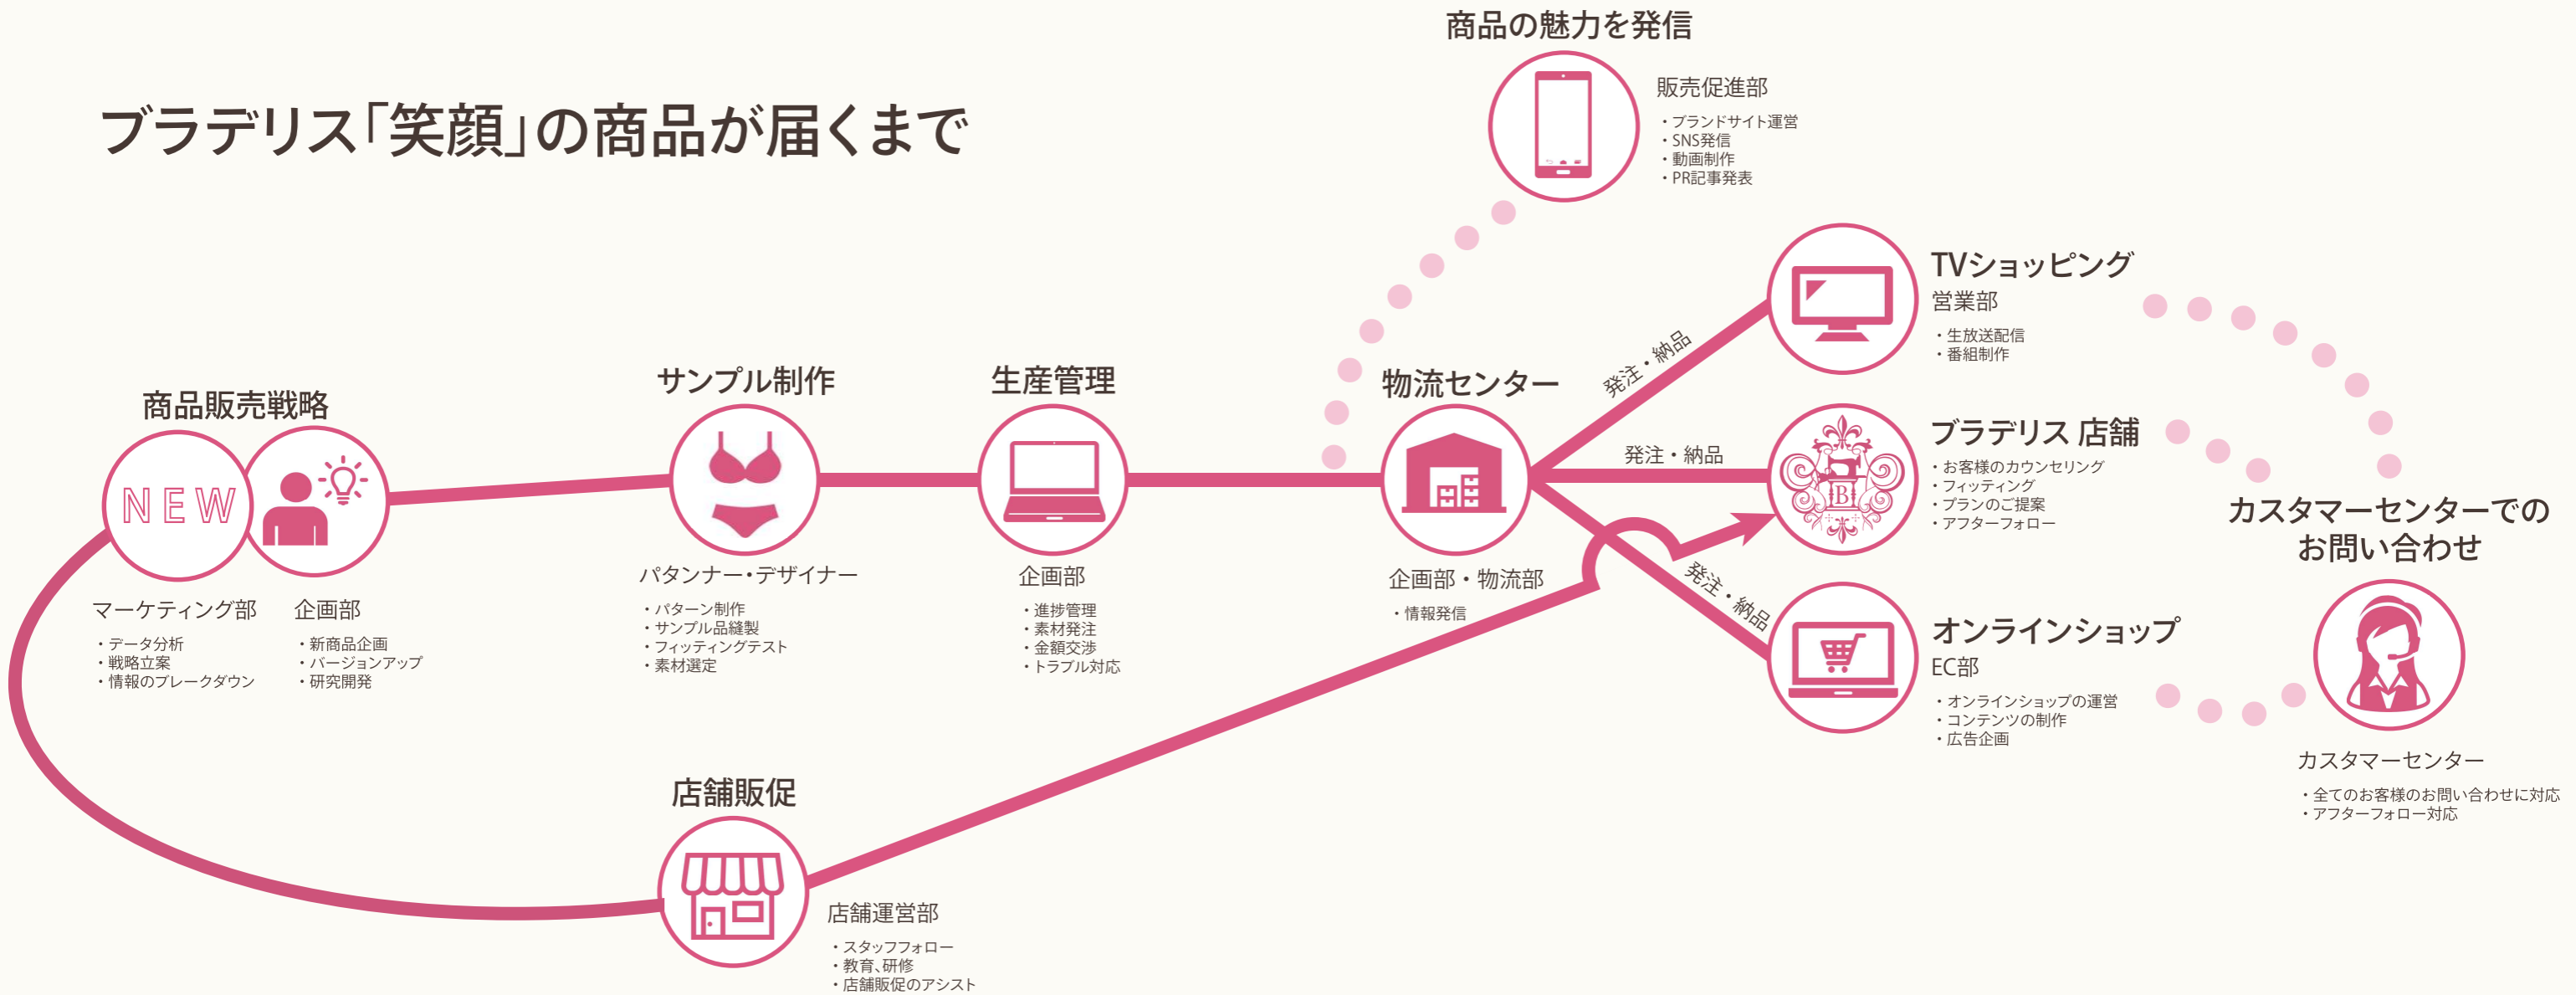 ブラデリス「笑顔」の商品が届くまで
商品の魅力を発信
販売促進部
・ブランドサイト運営
・SNS発信
・動画制作
・PR記事発表
商品販売戦略
NEW
マーケティング部
・データ分析
・戦略立案
・情報のブレークダウン
企画部
・新商品企画
・バージョンアップ
・研究開発
サンプル制作
パタンナー・デザイナー
・パターン制作
・サンプル品縫製
・フィッティングテスト
・素材選定
生産管理
企画部
・進捗管理
・素材発注
・金額交渉
・トラブル対応
物流センター
企画部・物流部
・情報発信
発注・納品
発注・納品
発注・納品
TVショッピング
営業部
・生放送配信
・番組制作
ブラデリス 店舗
・お客様のカウンセリング
・フィッティング
・プランのご提案
・アフターフォロー
B
オンラインショップ
EC部
・オンラインショップの運営
・コンテンツの制作
・広告企画
カスタマーセンターでの
お問い合わせ
カスタマーセンター
・全てのお客様のお問い合わせに対応
・アフターフォロー対応
店舗販促
店舗運営部
・スタッフフォロー
・教育、研修
・店舗販促のアシスト